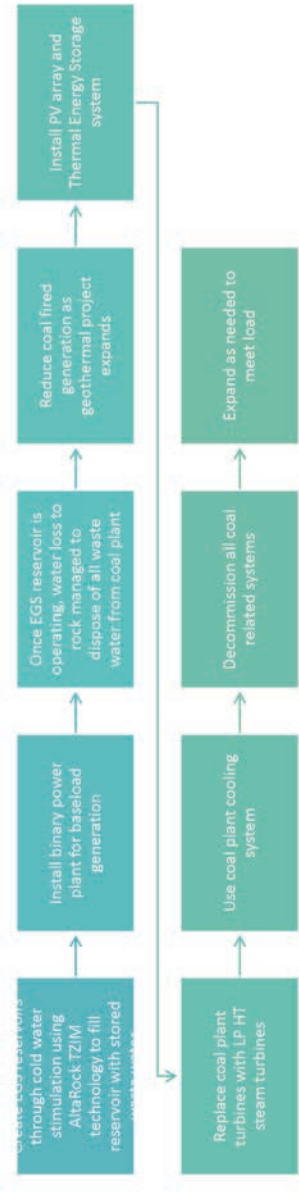 Create EGS reservoirs
through cold water
stimulation using
AltaRock TZIM
technology to fill
reservoir with stored
Install binary power
plant for baseload
generation
Once EGS reservoir is
operating, water loss to
rock managed to
dispose of all waste
water from coal plant
Reduce coal fired
generation as
geothermal project
expands
Install PV array and
Thermal Energy Storage
system
Replace coal plant
turbines with LP HT
steam turbines
Use coal plant cooling
system
Decommission all coal
related systems
Expand as needed to
meet load